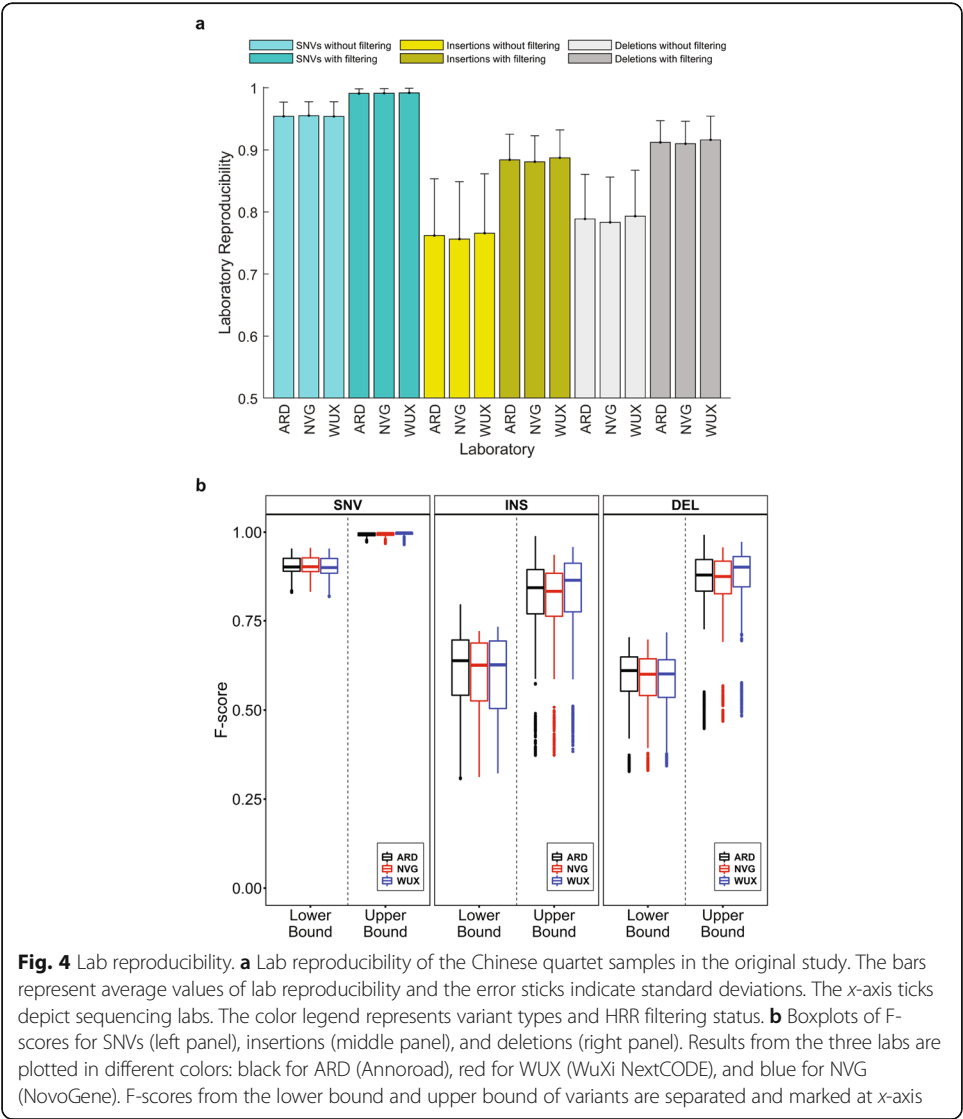 a
SNVs without filtering Insertions without filtering Deletions without filtering
SNVs with filtering Insertions with filtering Deletions with filtering
Laboratory Reproducibility
1
0.9
0.8
0.7
0.6
0.5
ARD NVG WUX ARD NVG WUX ARD NVG WUX ARD NVG WUX ARD NVG WUX ARD NVG WUX
Laboratory
b
SNV INS DEL
F-score
1.00
0.75
0.50
0.25
0.00
ARD
NVG
WUX
ARD
NVG
WUX
ARD
NVG
WUX
Lower Upper Lower Upper Lower Upper
Bound Bound Bound Bound Bound Bound
Fig. 4 Lab reproducibility. a Lab reproducibility of the Chinese quartet samples in the original study. The bars
represent average values of lab reproducibility and the error sticks indicate standard deviations. The x-axis ticks
depict sequencing labs. The color legend represents variant types and HRR filtering status. b Boxplots of F-
scores for SNVs (left panel), insertions (middle panel), and deletions (right panel). Results from the three labs are
plotted in different colors: black for ARD (Annoroad), red for WUX (WuXi NextCODE), and blue for NVG
(NovoGene). F-scores from the lower bound and upper bound of variants are separated and marked at x-axis